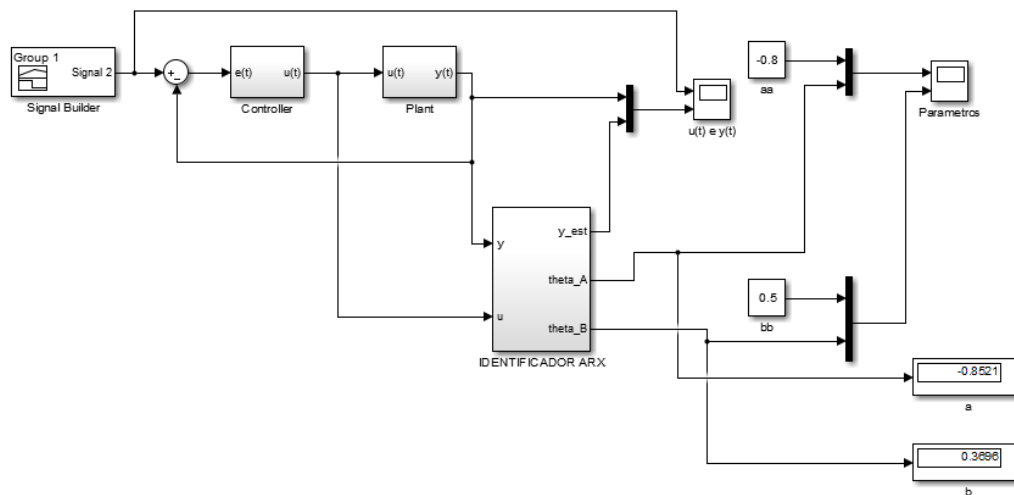 Group 1
Signal 2
Signal Builder
+
−
e(t)
u(t)
Controller
u(t)
y(t)
Plant
u(t) e y(t)
-0.8
aa
Parametros
y
u
y_est
theta_A
theta_B
IDENTIFICADOR ARX
0.5
bb
-0.8521
a
0.3696
b